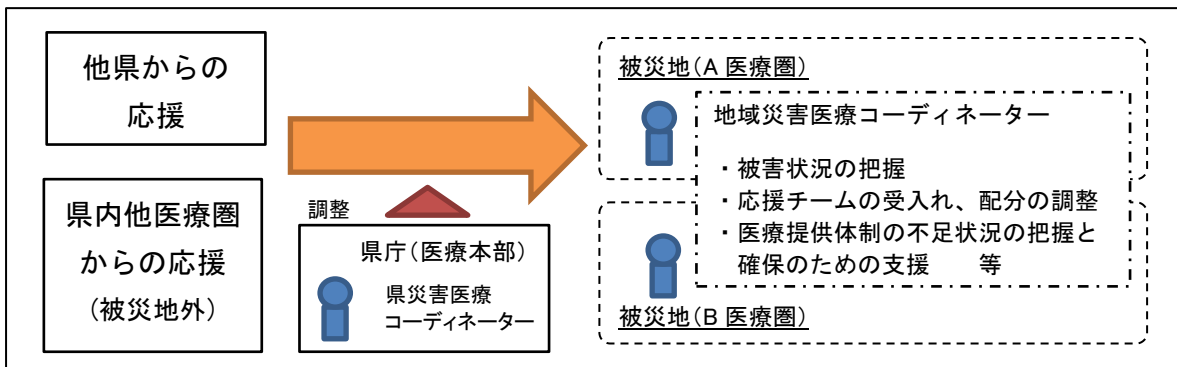 他県からの
応援
県内他医療圏
からの応援
（被災地外）
調整
県庁（医療本部）
県災害医療
コーディネーター
被災地（A 医療圏）
地域災害医療コーディネーター
・被害状況の把握
・応援チームの受入れ、配分の調整
・医療提供体制の不足状況の把握と
確保のための支援　　等
被災地（B 医療圏）